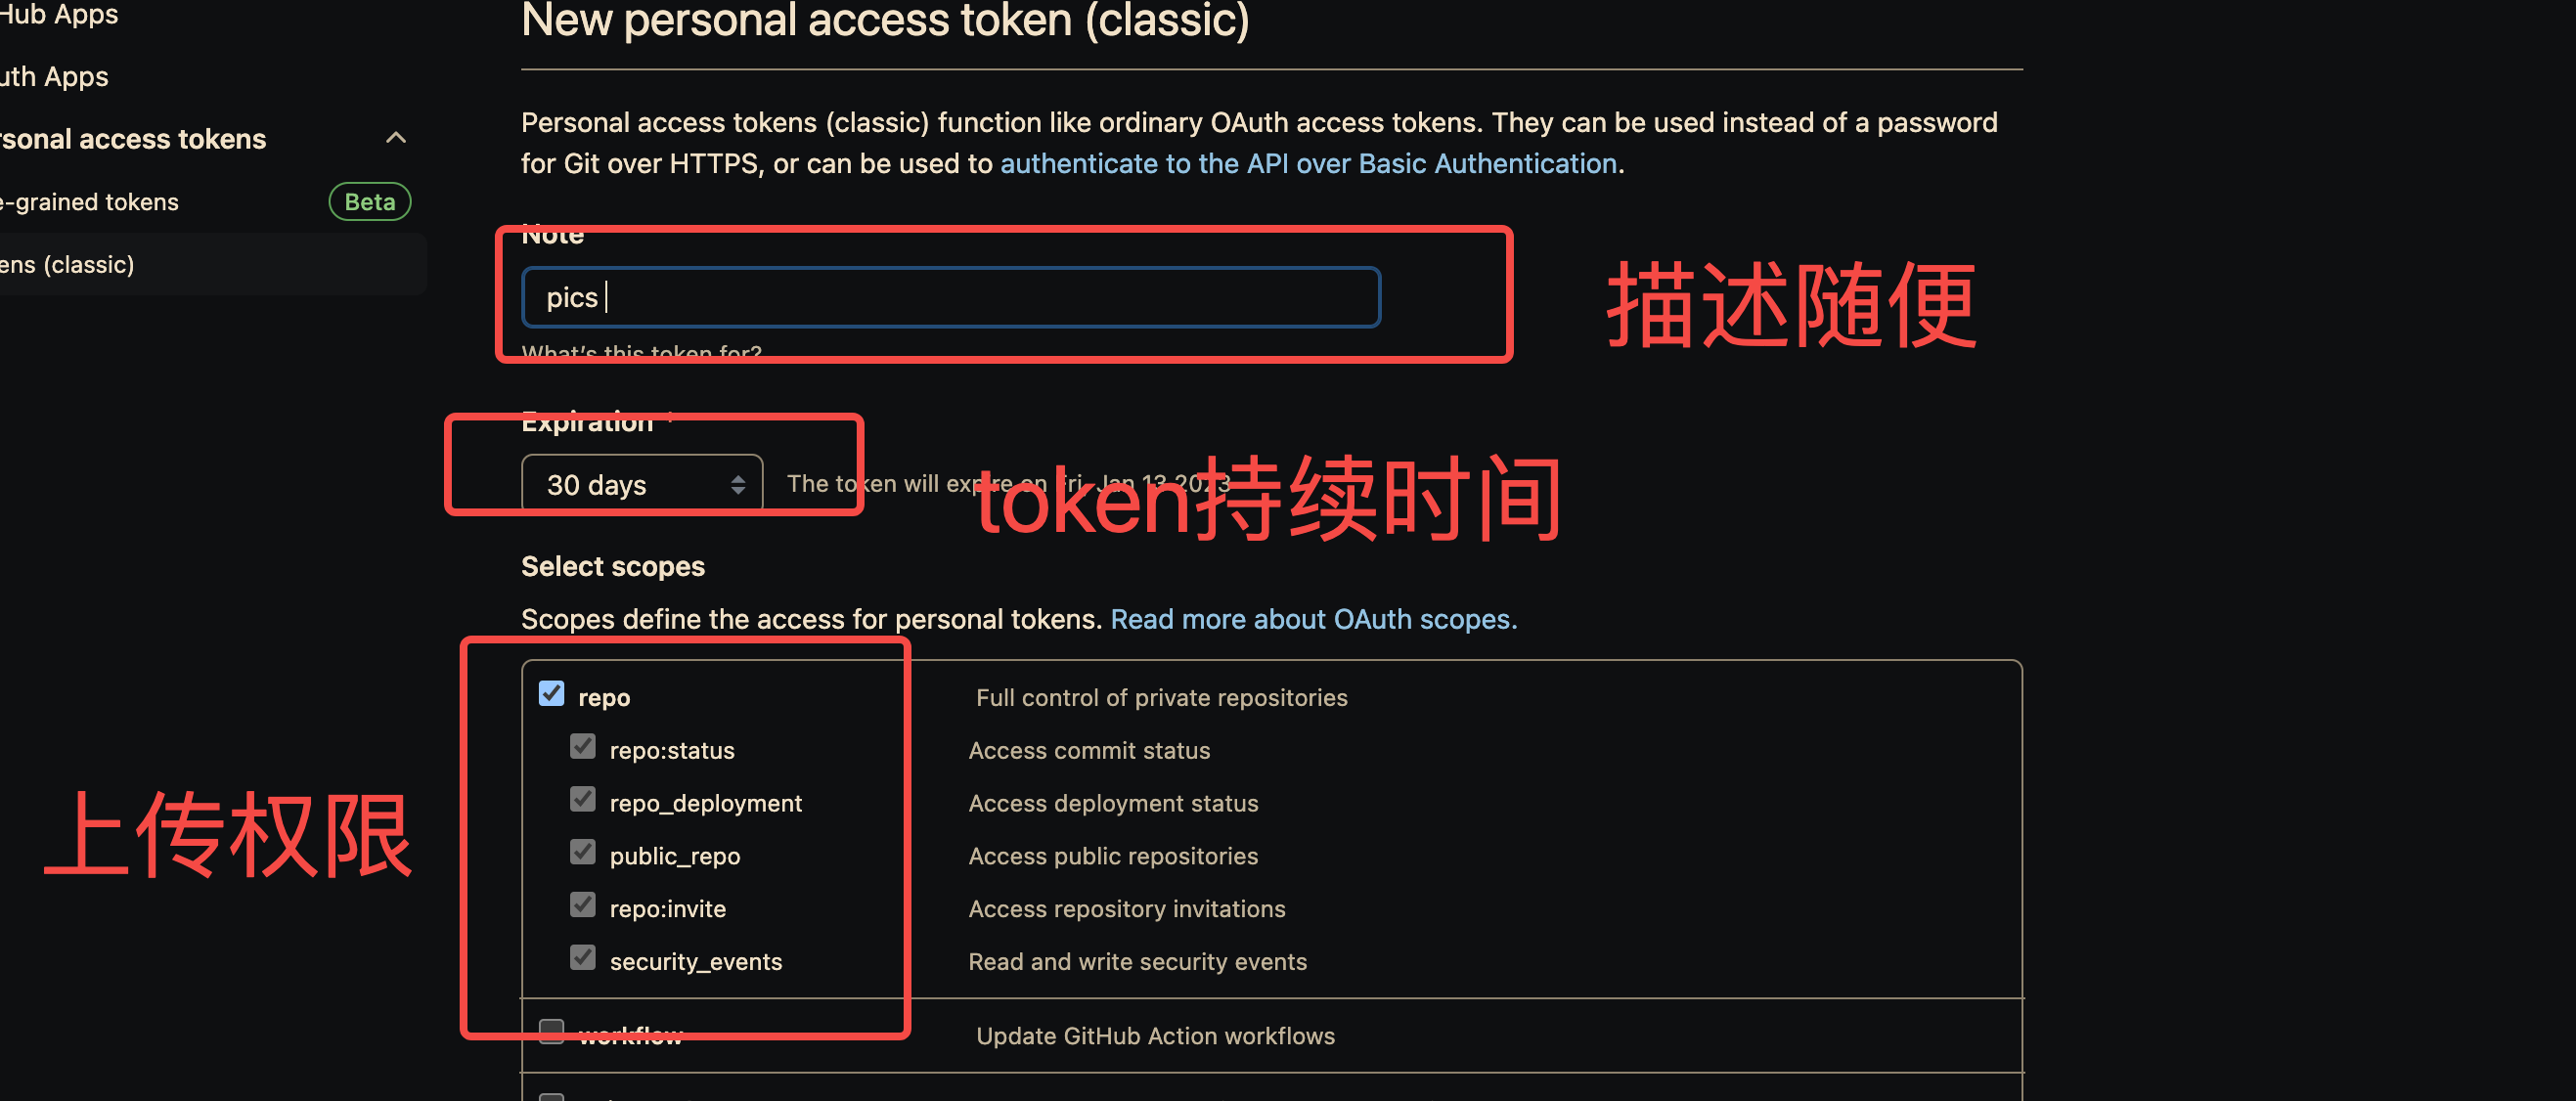 Hub Apps
uth Apps
rsonal access tokens
e-grained tokens
Beta
ens (classic)
New personal access token (classic)
Personal access tokens (classic) function like ordinary OAuth access tokens. They can be used instead of a password
for Git over HTTPS, or can be used to authenticate to the API over Basic Authentication.
Note
pics
描述随便
What's this token for?
Expiration *
30 days
The token will expire on Fri, Jan 13 2023
token持续时间
Select scopes
Scopes define the access for personal tokens. Read more about OAuth scopes.
上传权限
repo Full control of private repositories
repo:status Access commit status
repo_deployment Access deployment status
public_repo Access public repositories
repo:invite Access repository invitations
security_events Read and write security events
workflow Update GitHub Action workflows